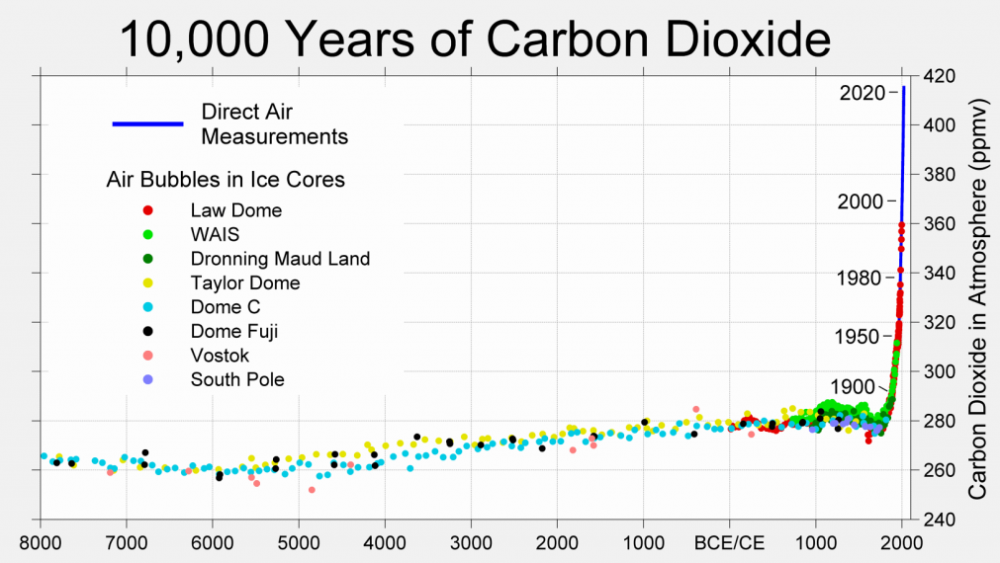 10,000 Years of Carbon Dioxide
Direct Air
Measurements
Air Bubbles in Ice Cores
Law Dome
WAIS
Dronning Maud Land
Taylor Dome
Dome C
Dome Fuji
Vostok
South Pole
2020
2000
1980
1950
1900
420
400
380
360
340
320
300
280
260
240
Carbon Dioxide in Atmosphere (ppmv)
8000 7000 6000 5000 4000 3000 2000 1000 BCE/CE 1000 2000